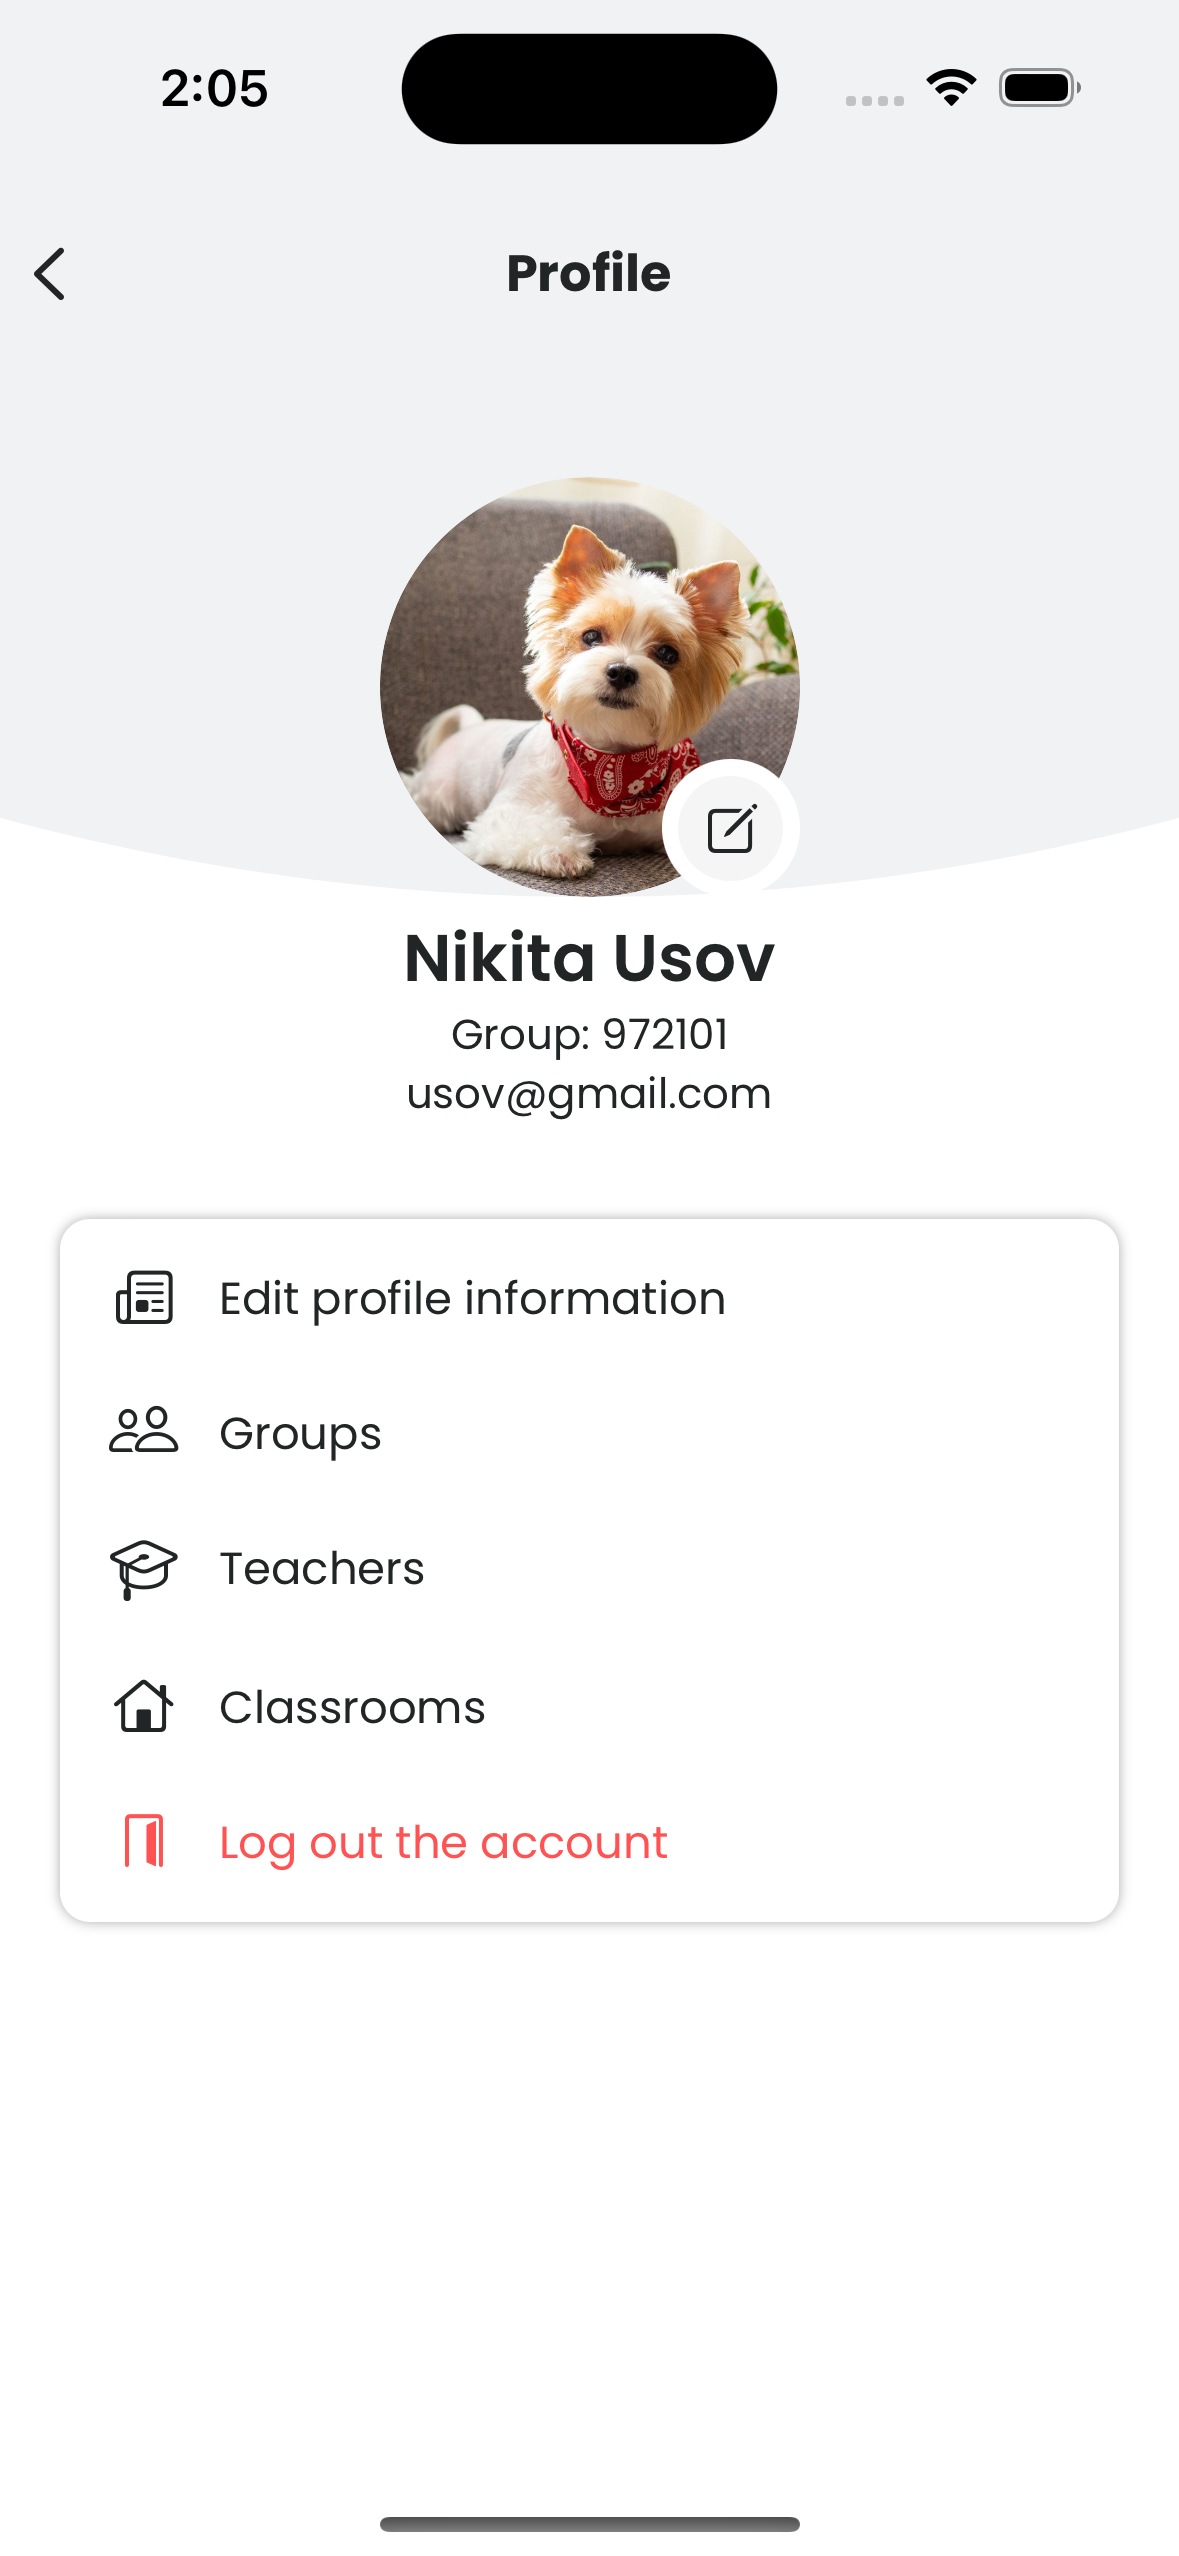 2:05
Profile
Nikita Usov
Group: 972101
usov@gmail.com
Edit profile information
Groups
Teachers
Classrooms
Log out the account